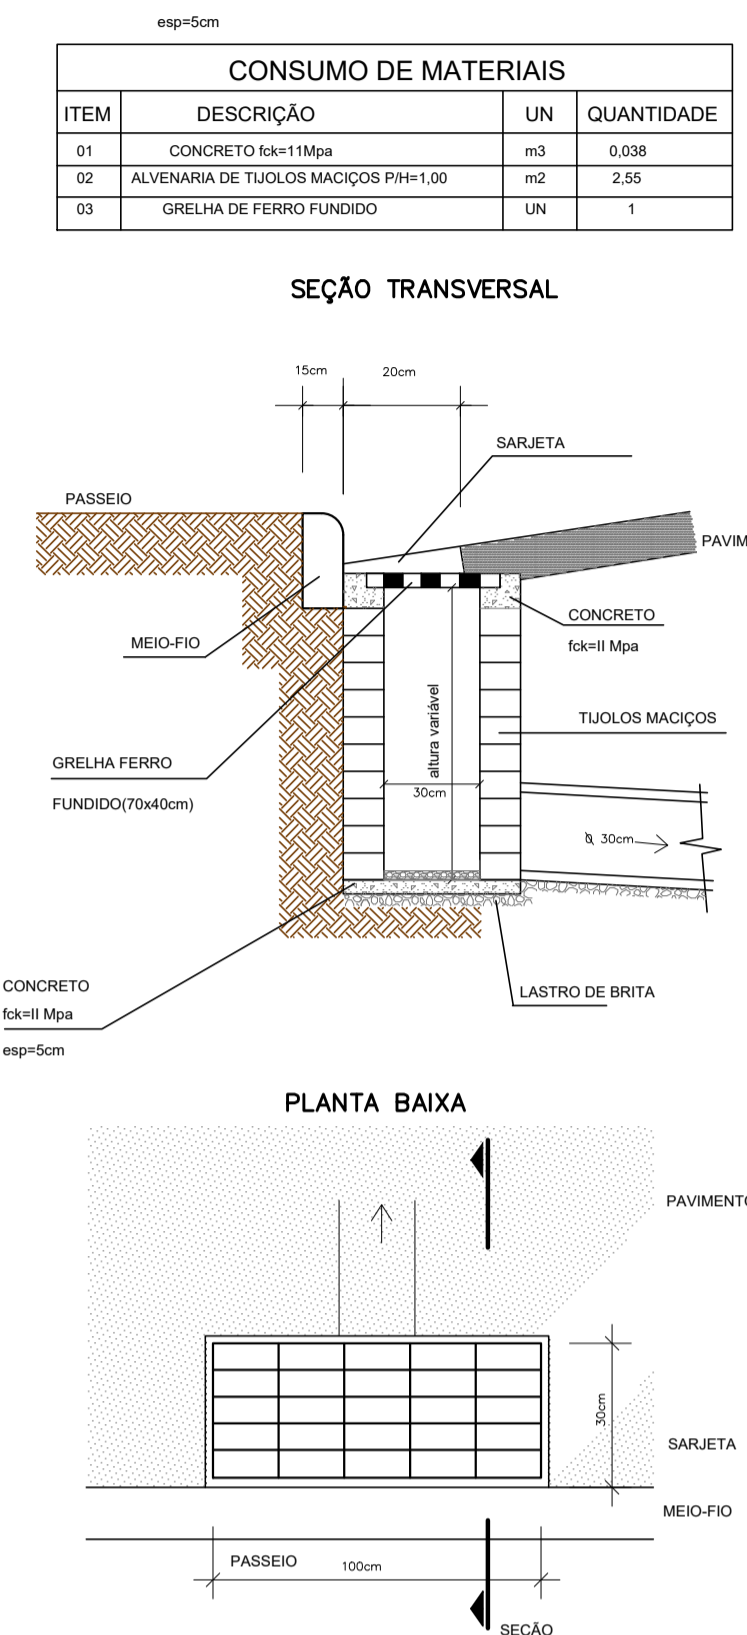 esp=5cm
CONSUMO DE MATERIAIS
ITEM DESCRIÇÃO UN QUANTIDADE
01 CONCRETO fck=11Mpa m3 0,038
02 ALVENARIA DE TIJOLOS MACIÇOS P/H=1,00 m2 2,55
03 GRELHA DE FERRO FUNDIDO UN 1
SEÇÃO TRANSVERSAL
15cm 20cm
SARJETA
PASSEIO
PAVIM
CONCRETO
fck=II Mpa
MEIO-FIO
altura variável
TIJOLOS MACIÇOS
GRELHA FERRO
FUNDIDO(70x40cm)
30cm
Ø 30cm
CONCRETO
fck=II Mpa
esp=5cm
LASTRO DE BRITA
PLANTA BAIXA
PAVIMENTO
30cm
SARJETA
MEIO-FIO
PASSEIO
100cm
SEÇÃO